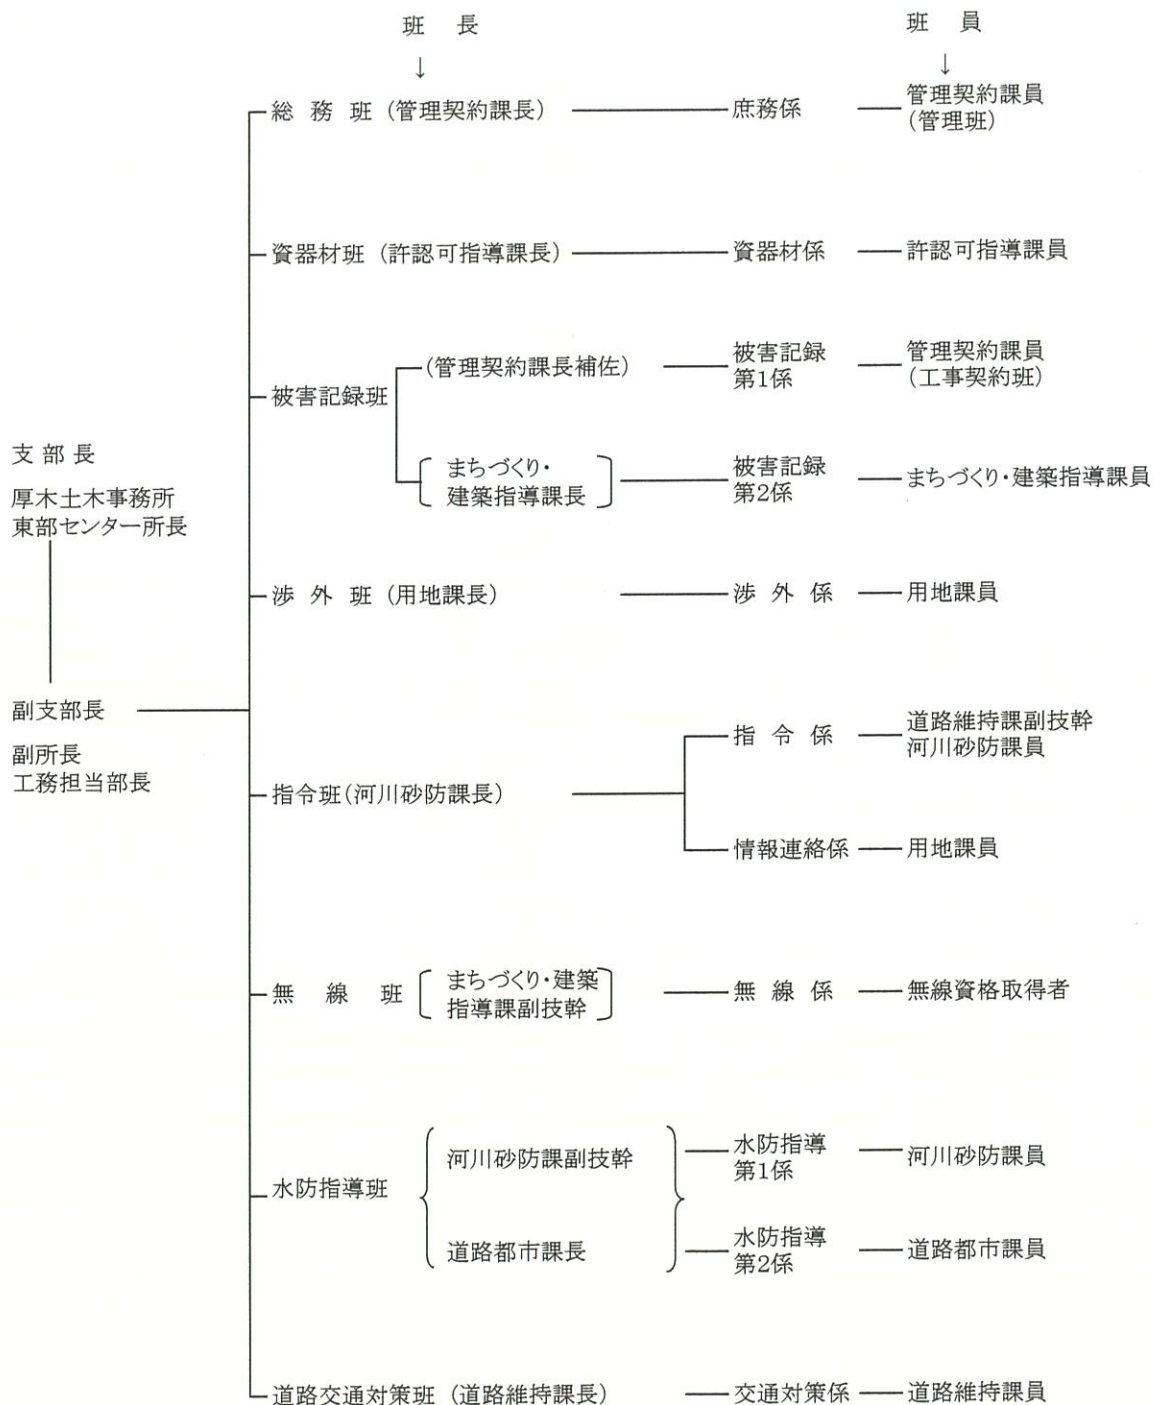 班 長
班 員
↓
↓
総 務 班 (管理契約課長) 庶務係 管理契約課員
(管理班)
資器材班 (許認可指導課長) 資器材係 許認可指導課員
被害記録班
(管理契約課長補佐) 被害記録
第1係
管理契約課員
(工事契約班)
まちづくり・
建築指導課長
被害記録
第2係
まちづくり・建築指導課員
支 部 長
厚木土木事務所
東部センター所長
渉 外 班 (用地課長) 渉 外 係 用地課員
副支部長
副所長
工務担当部長
指令班(河川砂防課長)
指 令 係
道路維持課副技幹
河川砂防課員
情報連絡係 用地課員
無 線 班
まちづくり・建築
指導課副技幹
無 線 係 無線資格取得者
水防指導班
河川砂防課副技幹
道路都市課長
水防指導
第1係
河川砂防課員
水防指導
第2係
道路都市課員
道路交通対策班 (道路維持課長) 交通対策係 道路維持課員